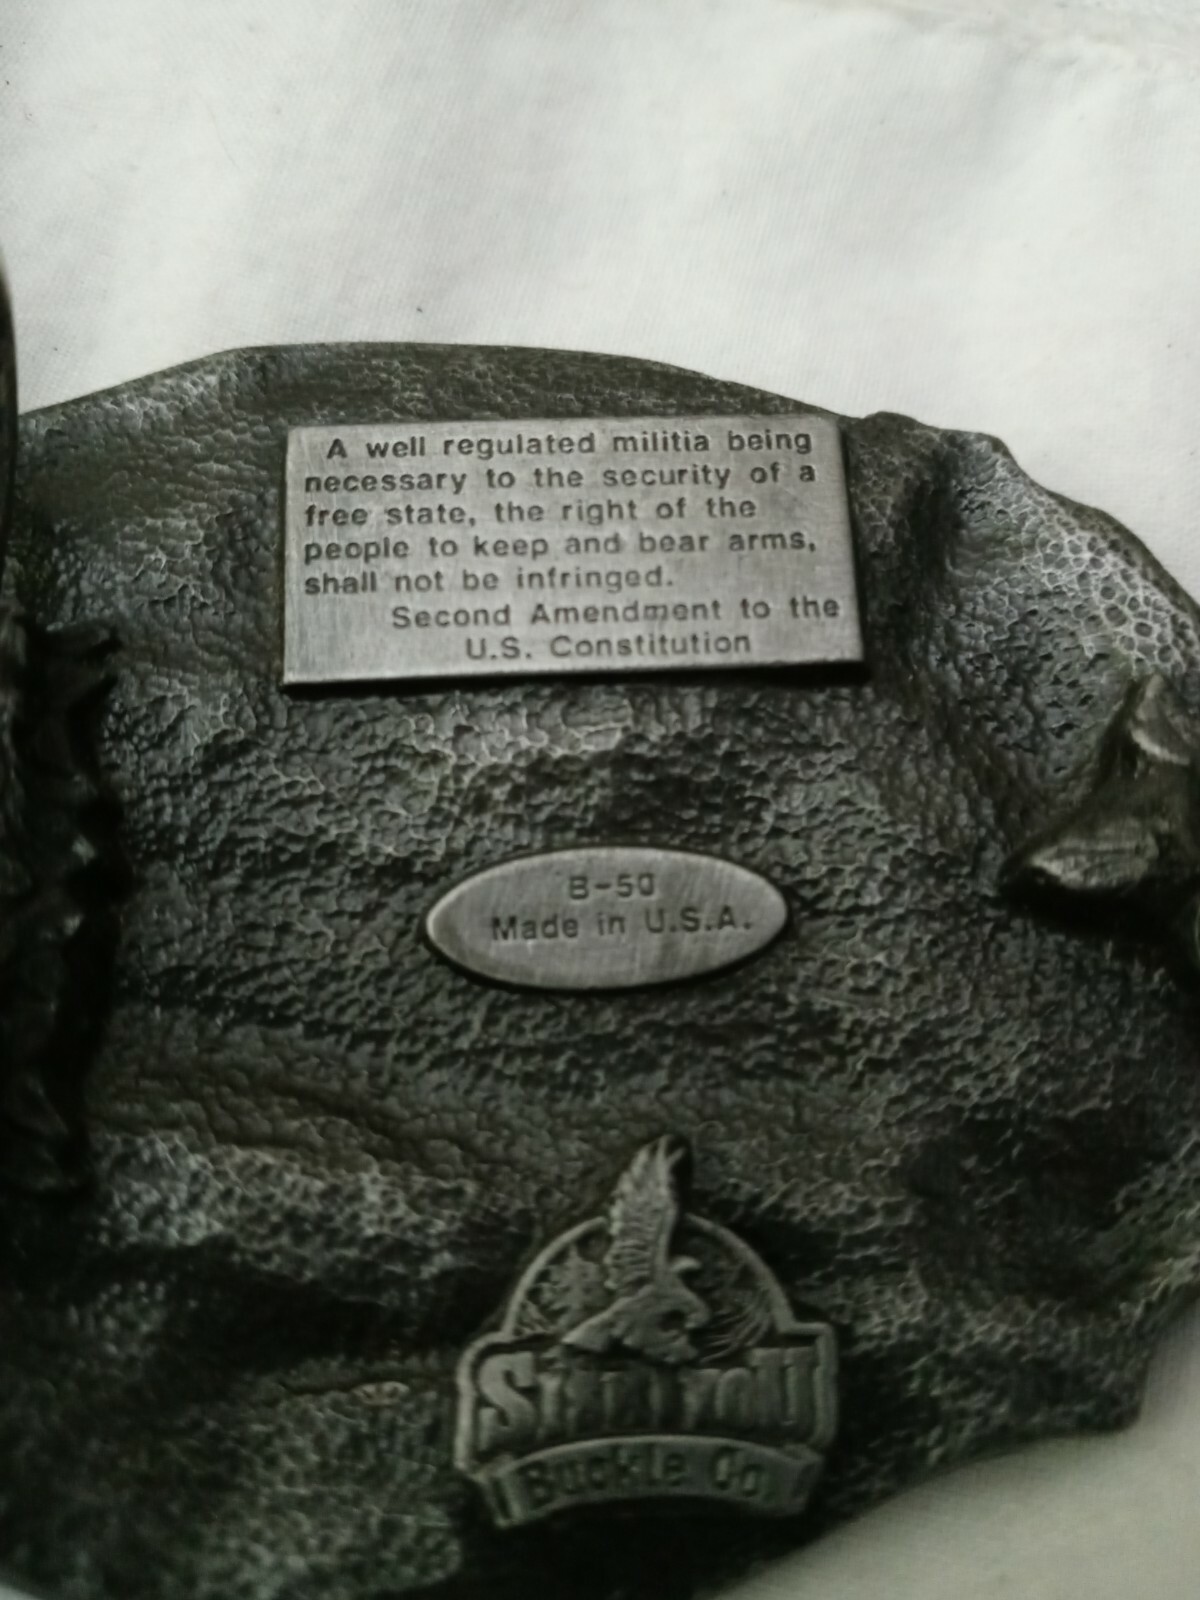 A well regulated militia being
necessary to the security of a
free state, the right of the
people to keep and bear arms,
shall not be infringed.
Second Amendment to the
U.S. Constitution
B-50
Made in U.S.A.
Buckle Co